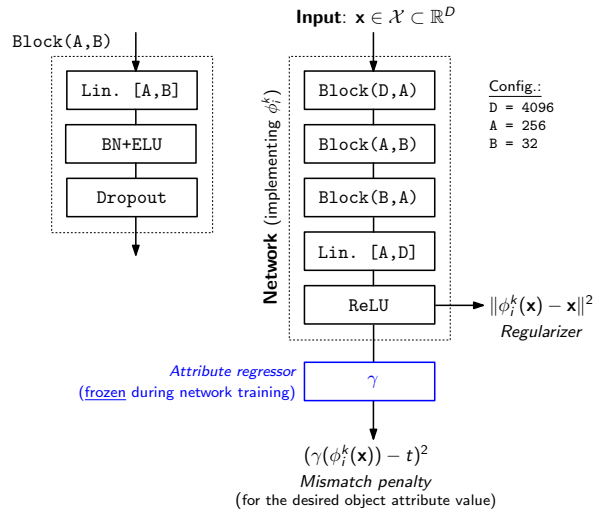 Block(A,B)
Lin. [A,B]
BN+ELU
Dropout
Input: x ∈ 𝒳 ⊂ ℝ^D
Network (implementing ϕ_i^k)
Block(D,A)
Block(A,B)
Block(B,A)
Lin. [A,D]
ReLU
Config.:
D = 4096
A = 256
B = 32
‖ϕ_i^k(x) − x‖²
Regularizer
Attribute regressor
(frozen during network training)
γ
(γ(ϕ_i^k(x)) − t)²
Mismatch penalty
(for the desired object attribute value)